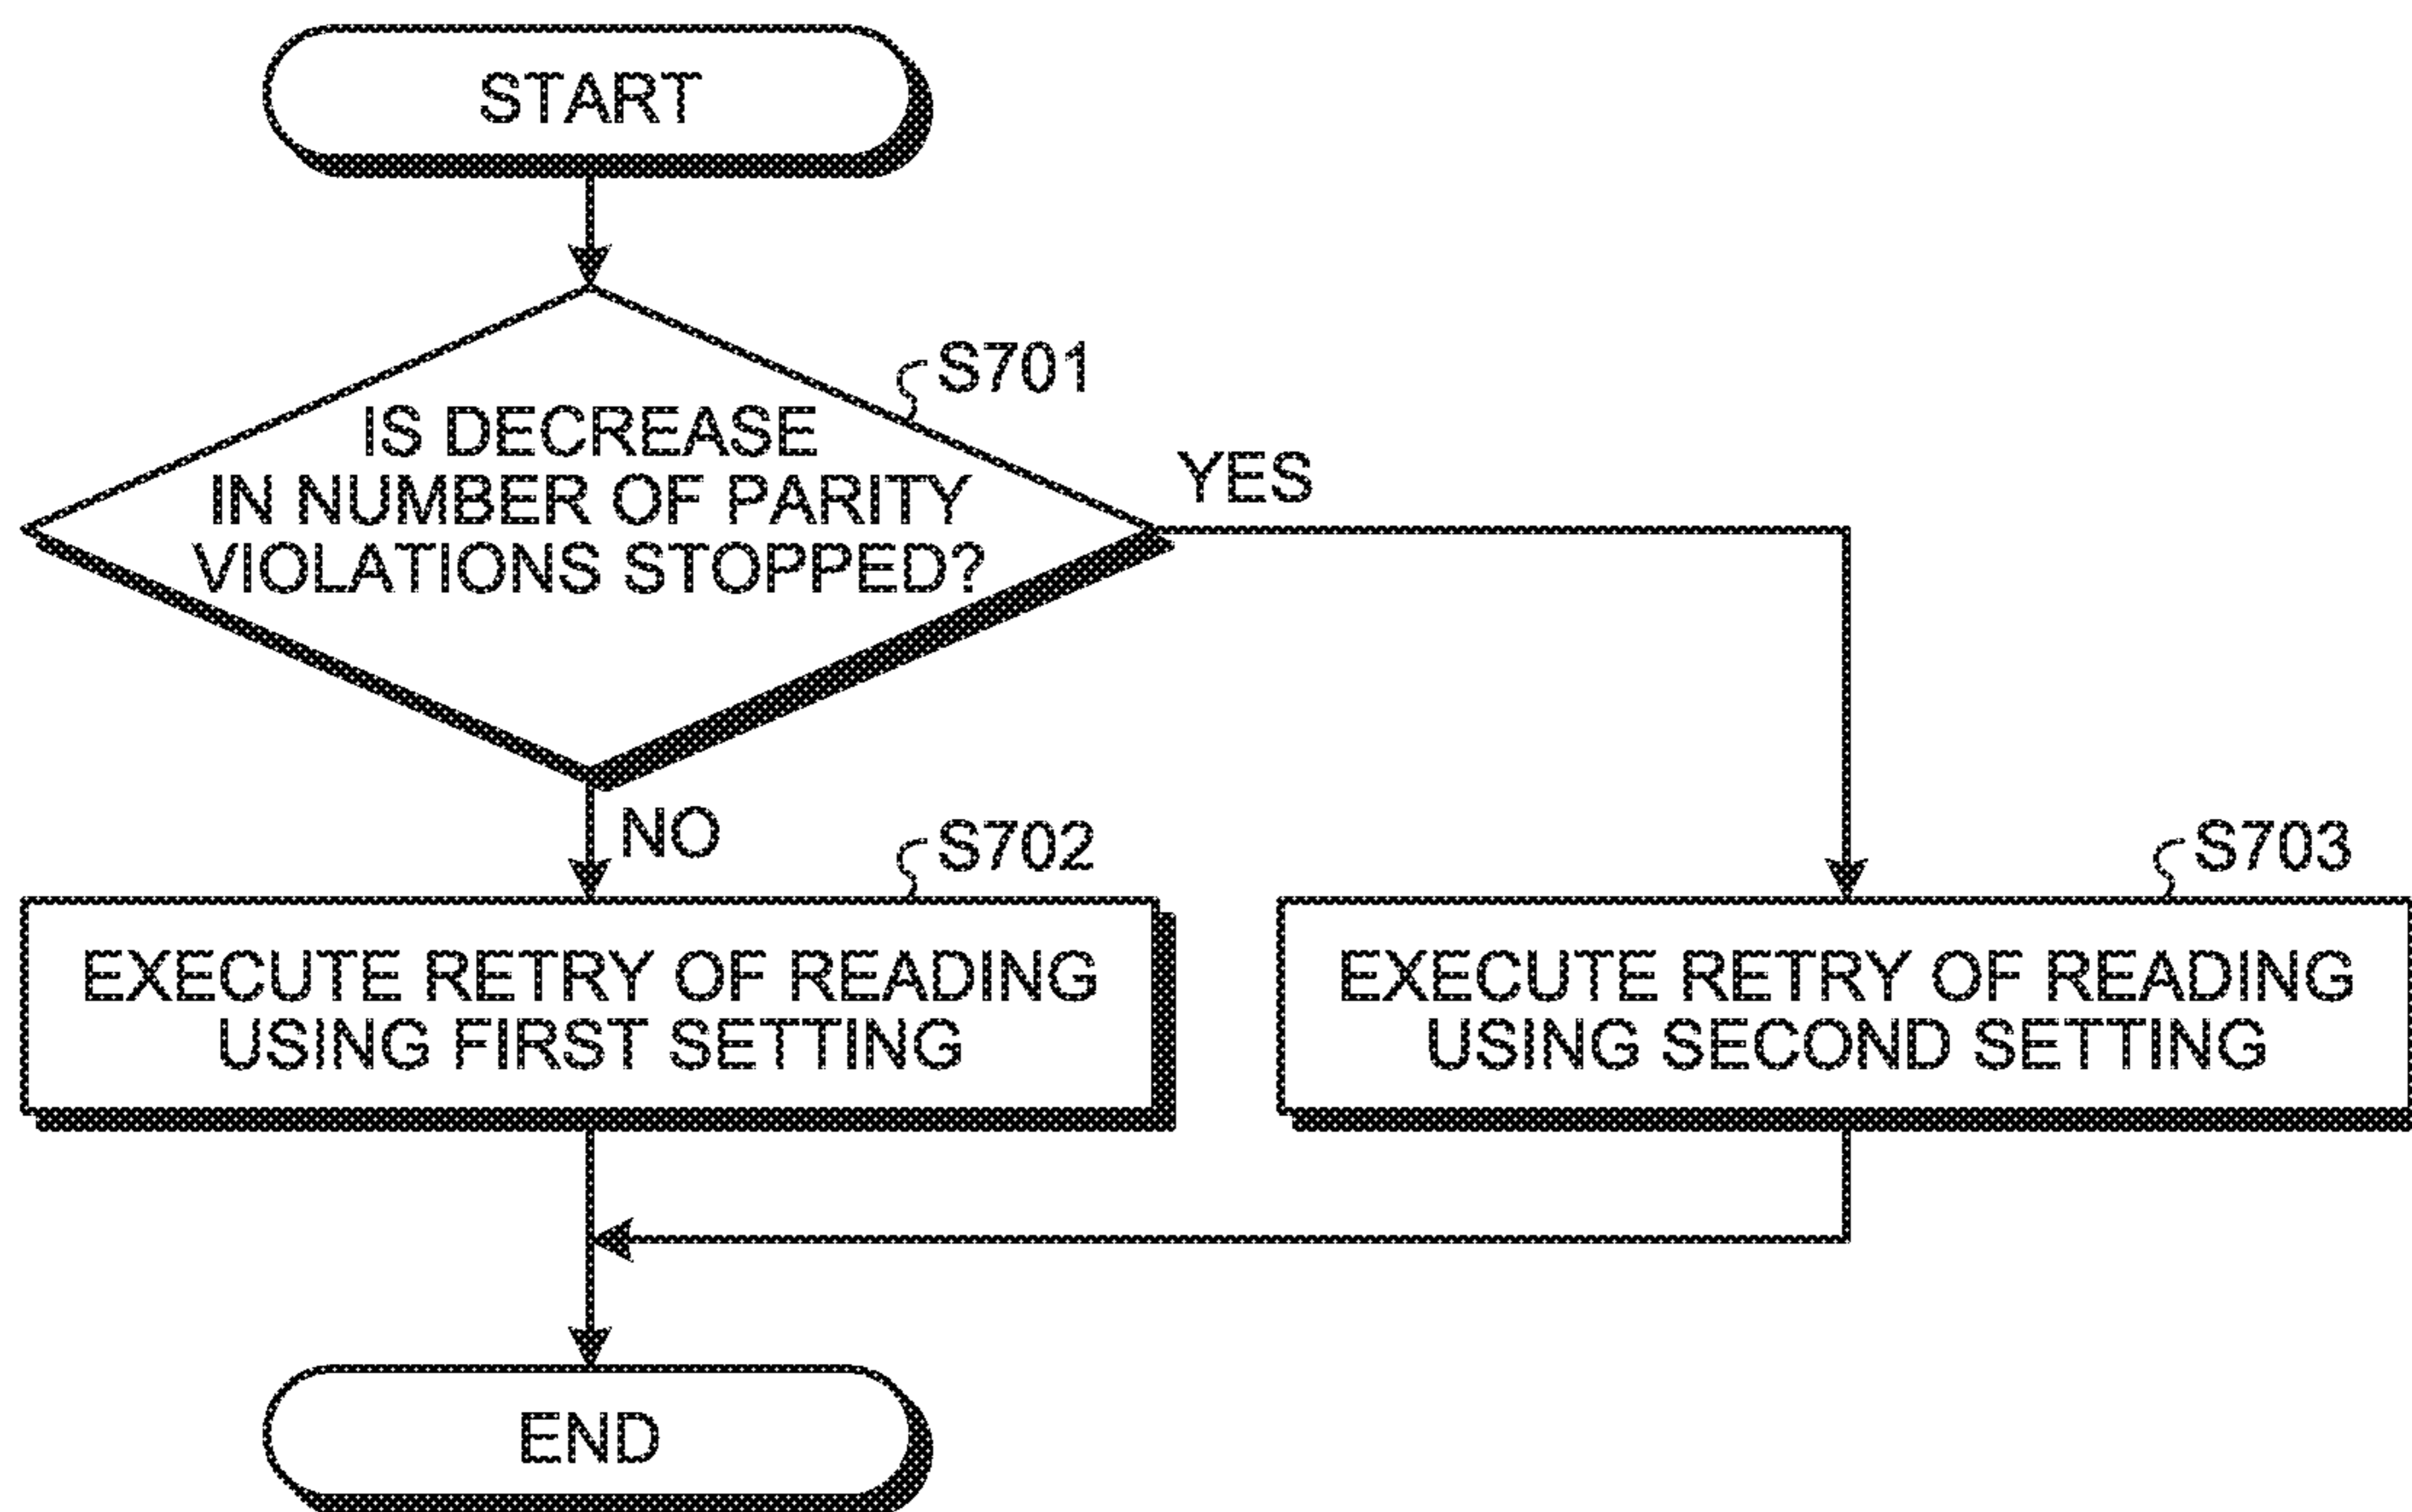 START
S701
IS DECREASE
IN NUMBER OF PARITY
VIOLATIONS STOPPED?
YES
NO
S702
EXECUTE RETRY OF READING
USING FIRST SETTING
S703
EXECUTE RETRY OF READING
USING SECOND SETTING
END